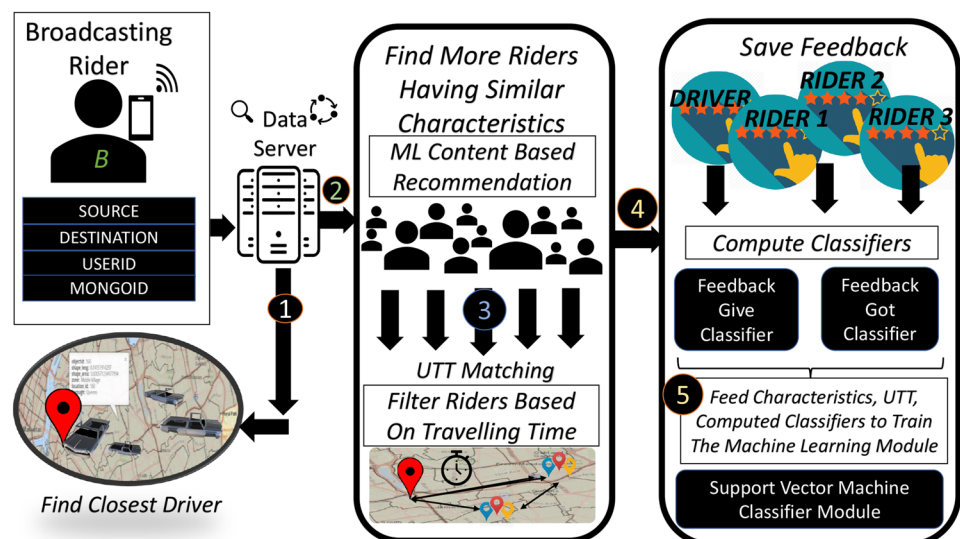 Broadcasting
Rider
B
SOURCE
DESTINATION
USERID
MONGOID
Data
Server
1
Find Closest Driver
2
Find More Riders
Having Similar
Characteristics
ML Content Based
Recommendation
3
UTT Matching
Filter Riders Based
On Travelling Time
4
Save Feedback
DRIVER
RIDER 1
RIDER 2
RIDER 3
Compute Classifiers
Feedback
Give
Classifier
Feedback
Got
Classifier
5
Feed Characteristics, UTT,
Computed Classifiers to Train
The Machine Learning Module
Support Vector Machine
Classifier Module